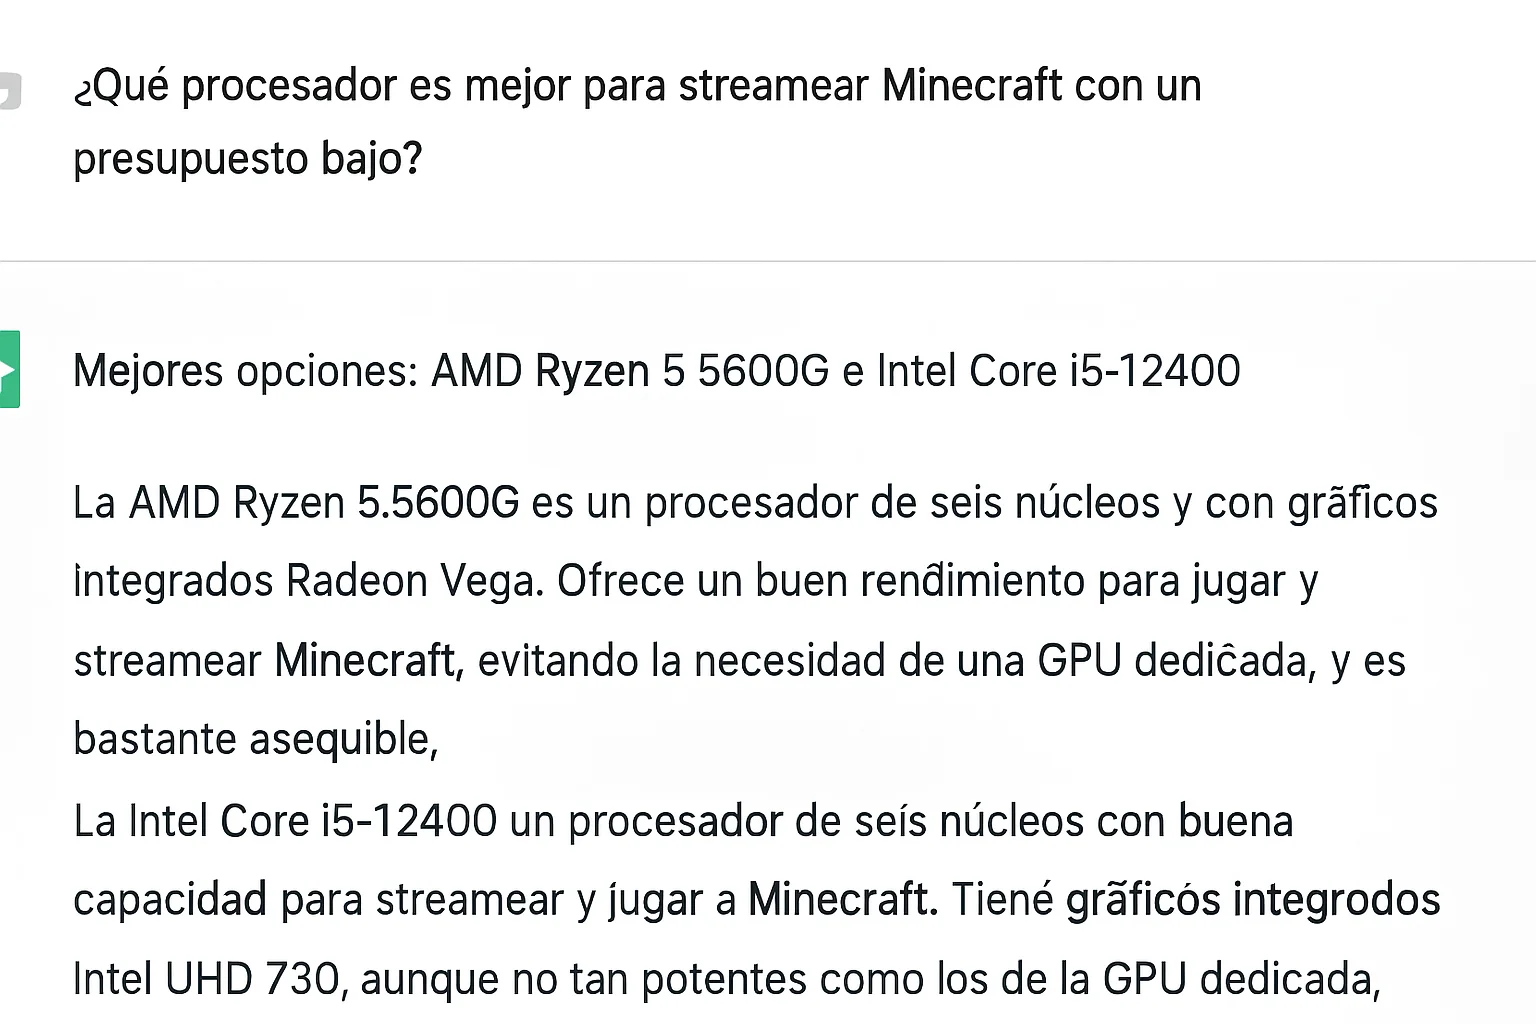 ¿Qué procesador es mejor para streamear Minecraft con un
presupuesto bajo?
Mejores opciones: AMD Ryzen 5 5600G e Intel Core i5-12400
La AMD Ryzen 5.5600G es un procesador de seis núcleos y con grãficos
integrados Radeon Vega. Ofrece un buen rendimiento para jugar y
streamear Minecraft, evitando la necesidad de una GPU dediĉada, y es
bastante asequible,
La Intel Core i5-12400 un procesador de seís núcleos con buena
capacidad para streamear y jugar a Minecraft. Tiené grãficós integrodos
Intel UHD 730, aunque no tan potentes como los de la GPU dedicada,